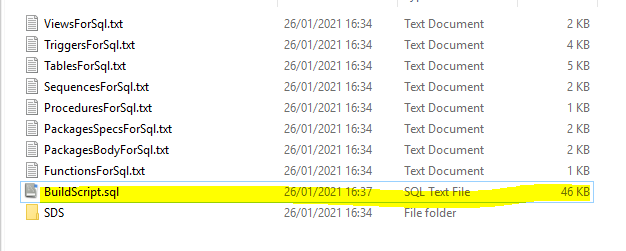 ViewsForSql.txt 26/01/2021 16:34 Text Document 2 KB
TriggersForSql.txt 26/01/2021 16:34 Text Document 4 KB
TablesForSql.txt 26/01/2021 16:34 Text Document 5 KB
SequencesForSql.txt 26/01/2021 16:34 Text Document 2 KB
ProceduresForSql.txt 26/01/2021 16:34 Text Document 1 KB
PackagesSpecsForSql.txt 26/01/2021 16:34 Text Document 2 KB
PackagesBodyForSql.txt 26/01/2021 16:34 Text Document 2 KB
FunctionsForSql.txt 26/01/2021 16:34 Text Document 1 KB
BuildScript.sql 26/01/2021 16:37 SQL Text File 46 KB
SDS 26/01/2021 16:34 File folder